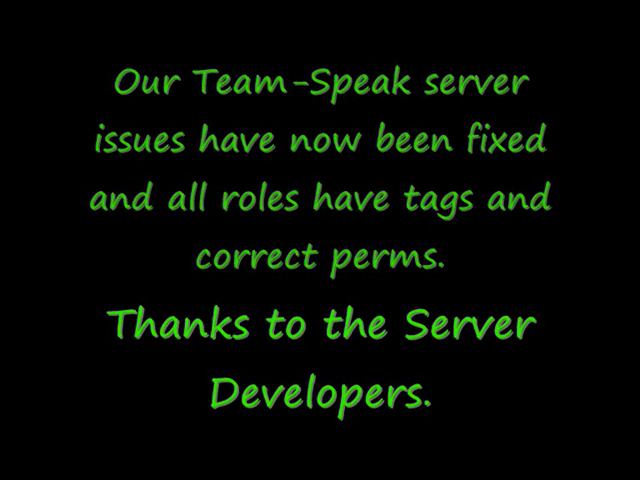 Our Team-Speak server
issues have now been fixed
and all roles have tags and
correct perms.
Thanks to the Server
Developers.